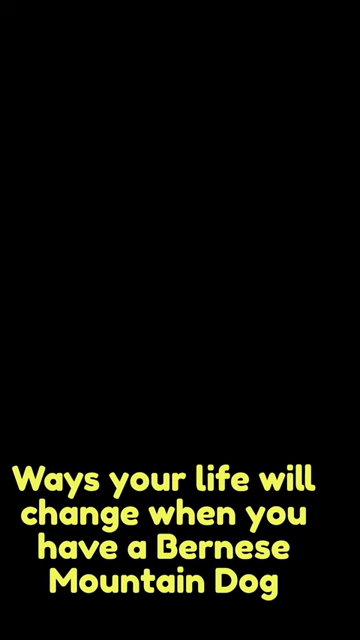 Ways your life will
change when you
have a Bernese
Mountain Dog